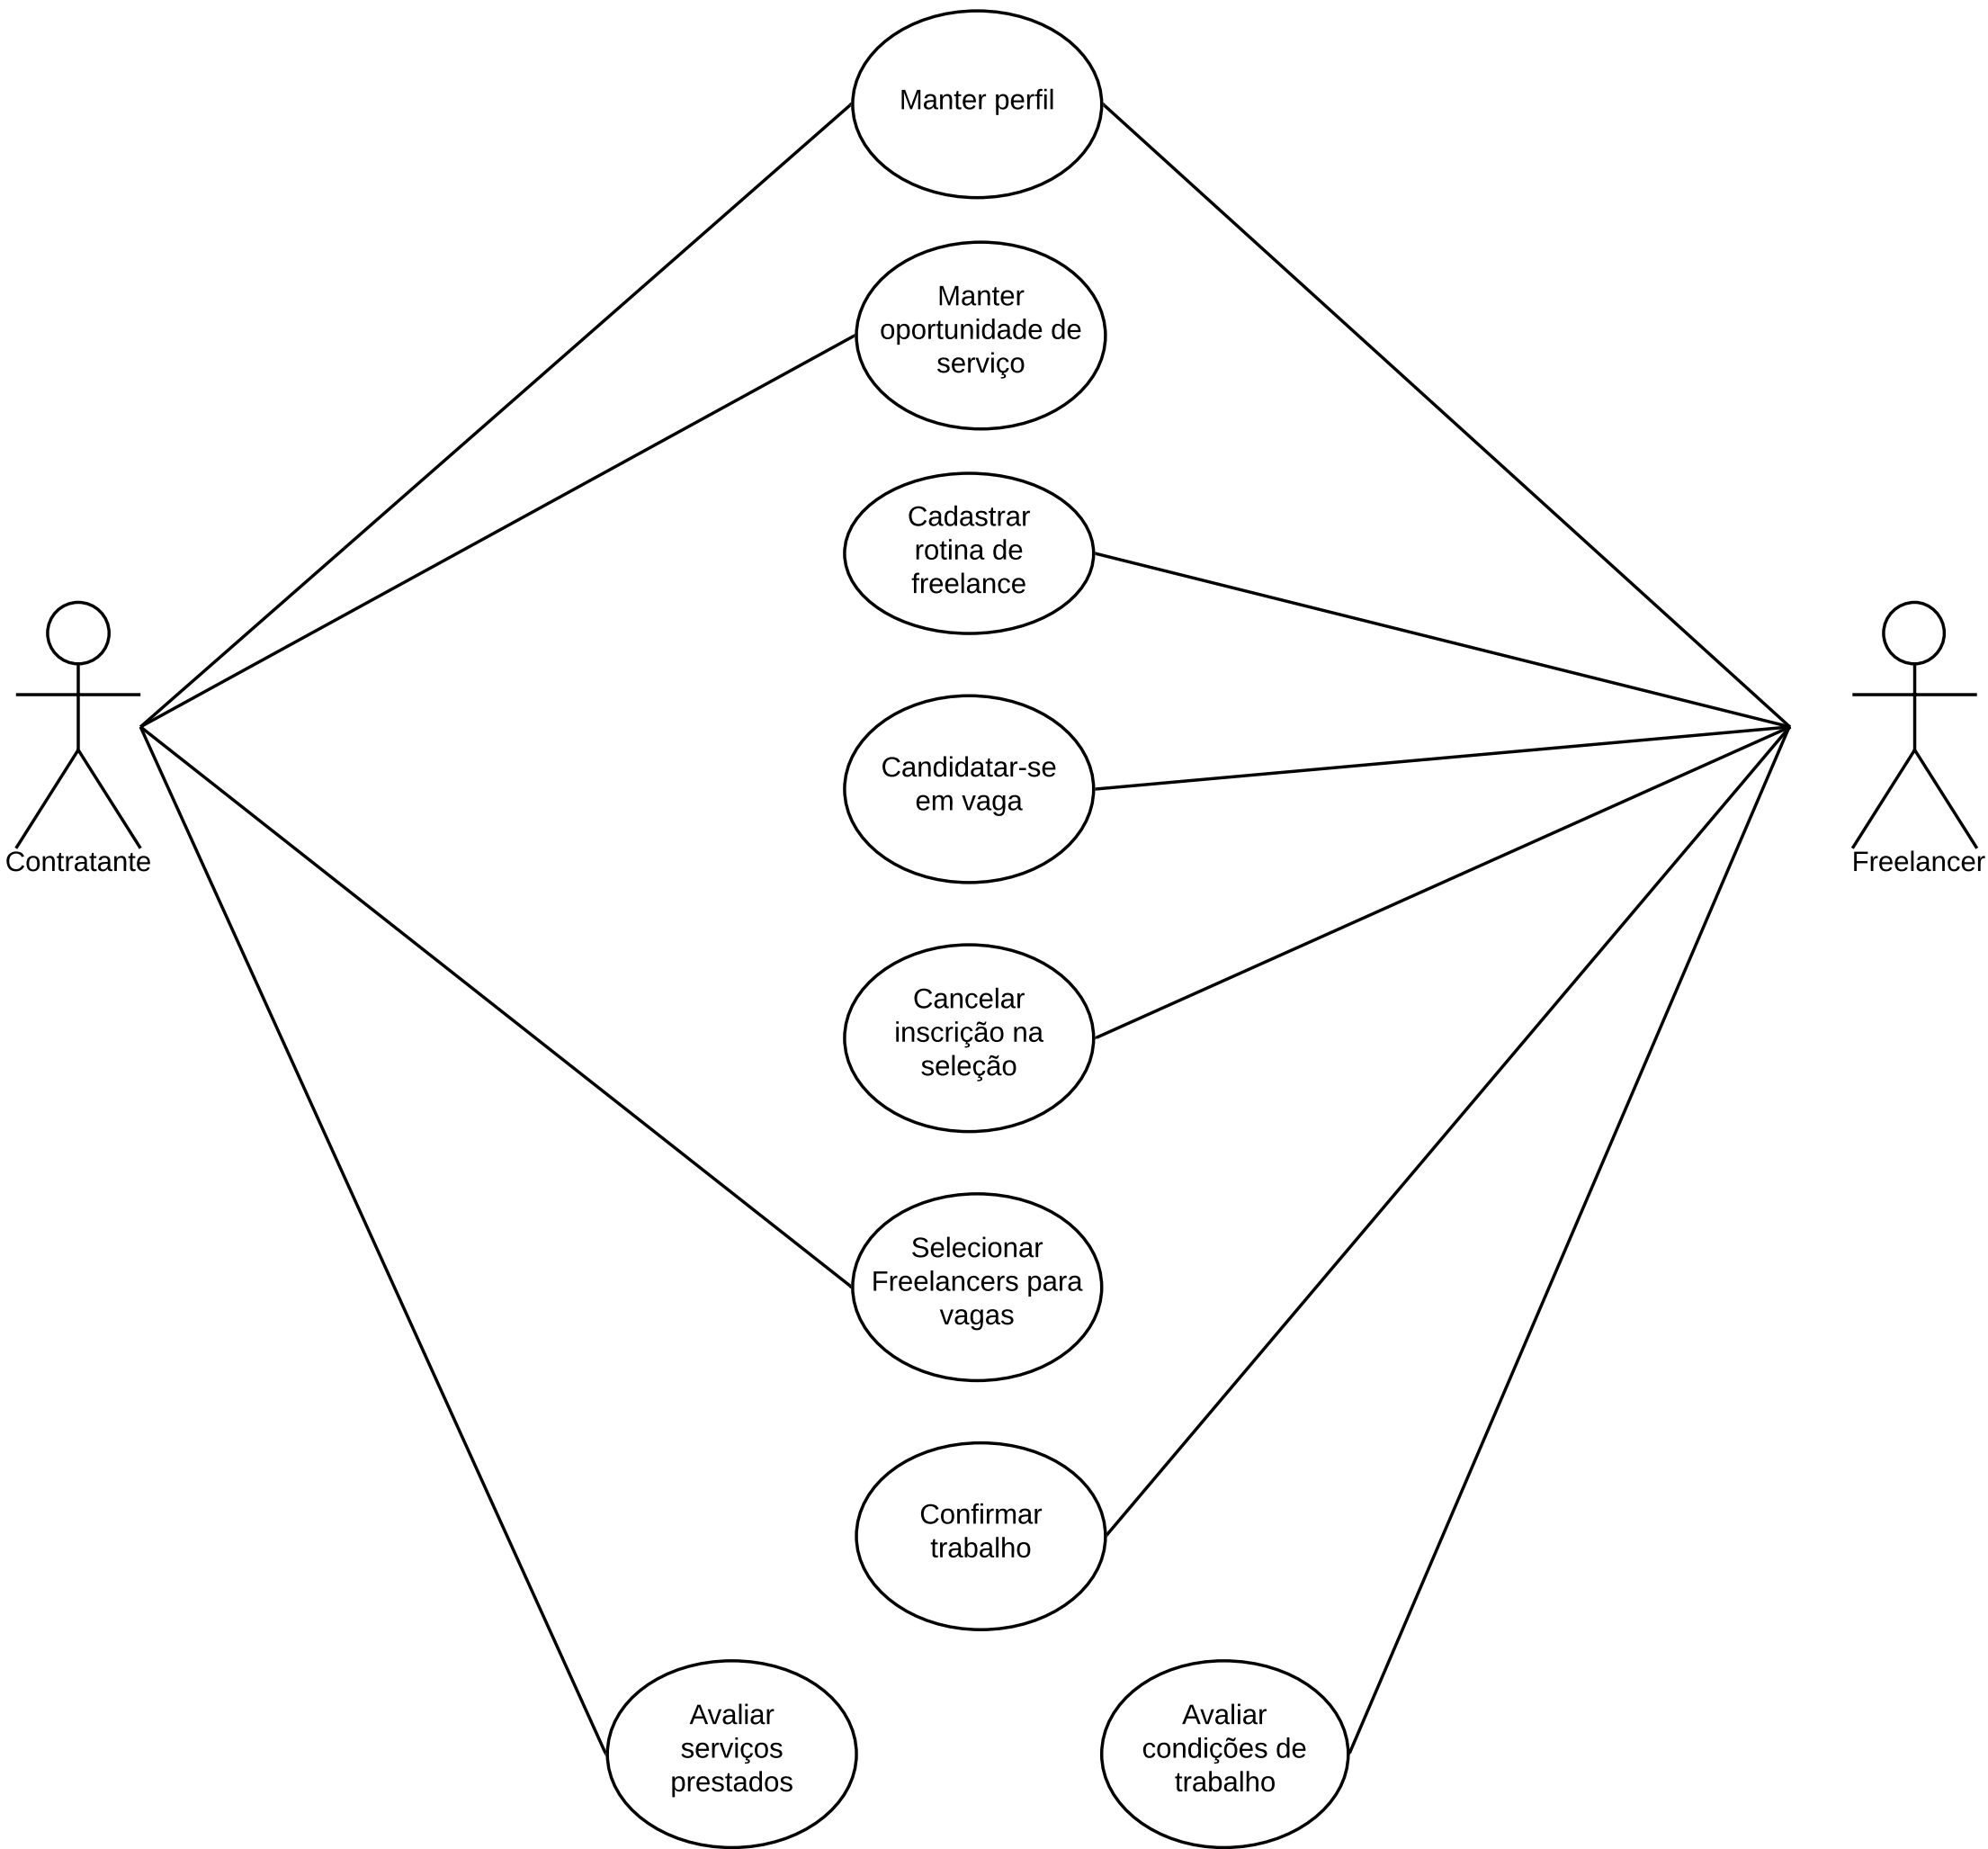 Manter perfil
Manter
oportunidade de
serviço
Cadastrar
rotina de
freelance
Candidatar-se
em vaga
Contratante
Freelancer
Cancelar
inscrição na
seleção
Selecionar
Freelancers para
vagas
Confirmar
trabalho
Avaliar
serviços
prestados
Avaliar
condições de
trabalho